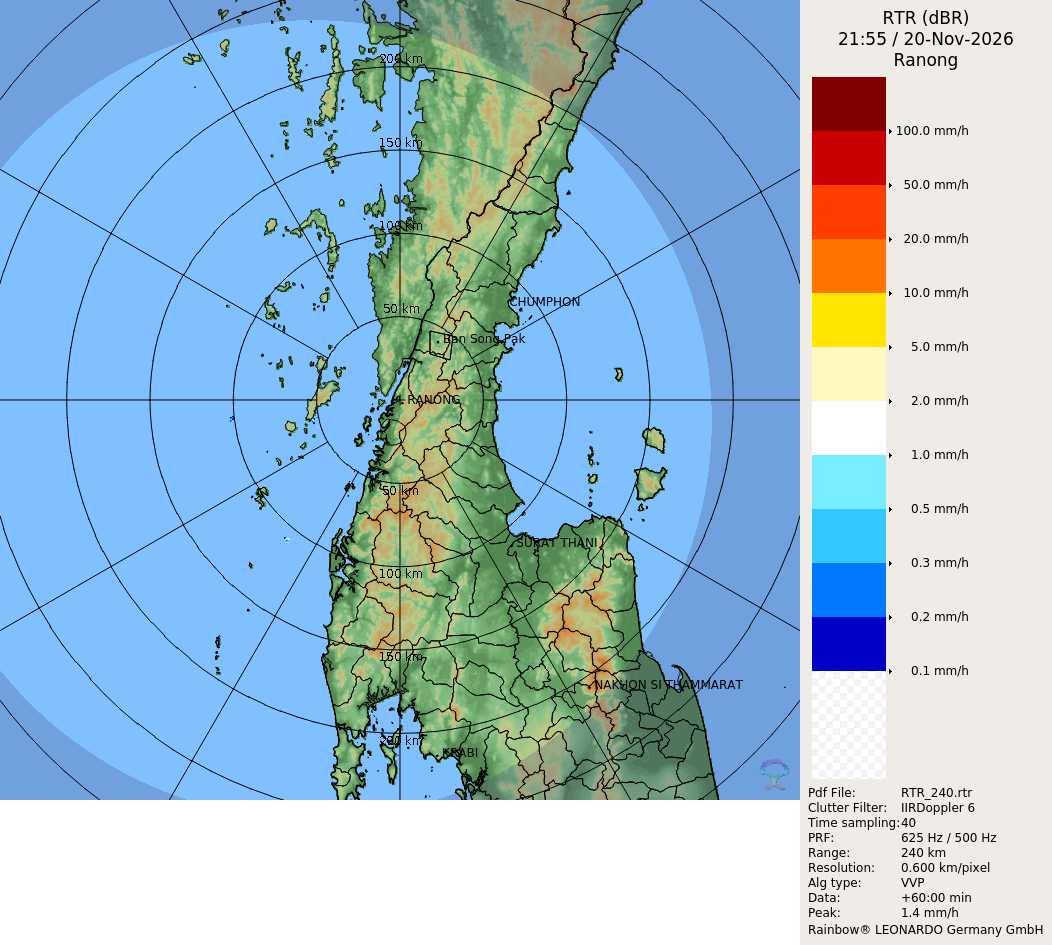 RTR (dBR)
21:55 / 20-Nov-2026
Ranong
100.0 mm/h
50.0 mm/h
20.0 mm/h
10.0 mm/h
5.0 mm/h
2.0 mm/h
1.0 mm/h
0.5 mm/h
0.3 mm/h
0.2 mm/h
0.1 mm/h
Pdf File: RTR_240.rtr
Clutter Filter: IIRDoppler 6
Time sampling: 40
PRF: 625 Hz / 500 Hz
Range: 240 km
Resolution: 0.600 km/pixel
Alg type: VVP
Data: +60:00 min
Peak: 1.4 mm/h
Rainbow® LEONARDO Germany GmbH
200 km
150 km
100 km
CHUMPHON
50 km
Ban Song Pak
RANONG
50 km
SURAT THANI
100 km
150 km
NAKHON SI THAMMARAT
200 km
KRABI